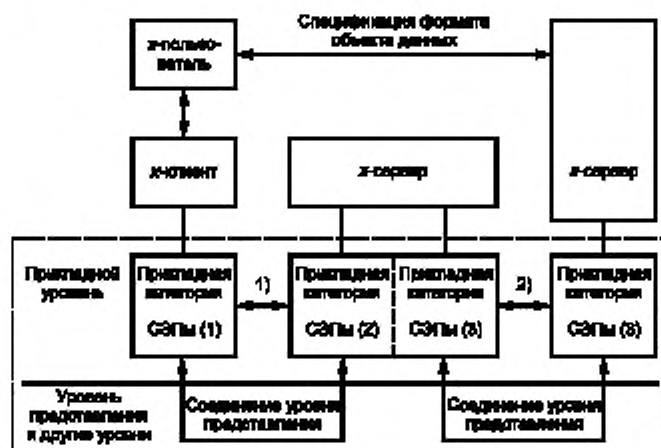 Спецификация формата
объекта данных
х-пользо-
ватель
х-клиент
х-сервер
х-сервер
Прикладной
уровень
Прикладная
категория
СЭПы (1)
1)
Прикладная
категория
СЭПы (2)
Прикладная
категория
СЭПы (3)
2)
Прикладная
категория
СЭПы (3)
Уровень
представления
и другие уровни
Соединение уровня
представления
Соединение уровня
представления